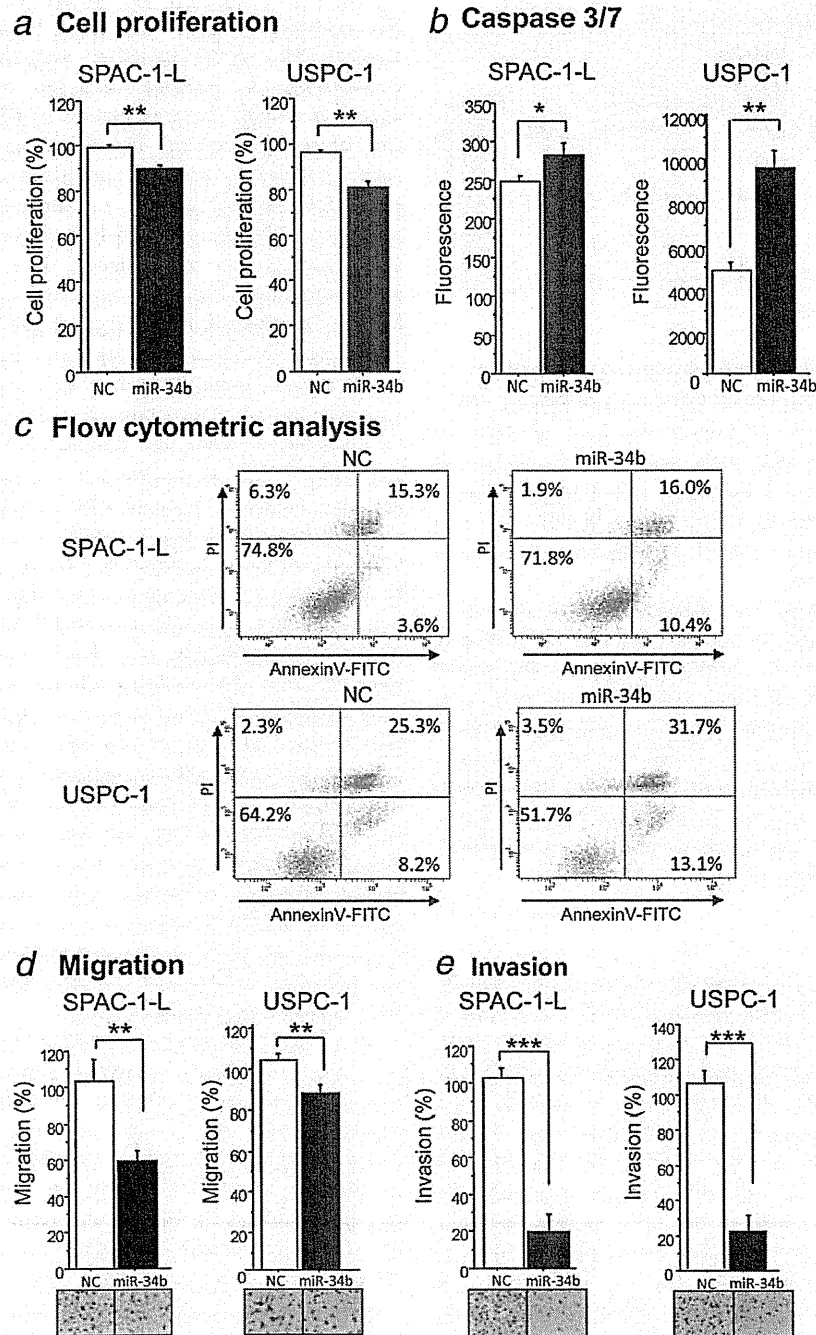 a Cell proliferation
SPAC-1-L
Cell proliferation (%)
120
100
80
60
40
20
0
**
NC miR-34b
USPC-1
Cell proliferation (%)
120
100
80
60
40
20
0
**
NC miR-34b
b Caspase 3/7
SPAC-1-L
Fluorescence
350
300
250
200
150
100
50
0
*
NC miR-34b
USPC-1
Fluorescence
12000
10000
8000
6000
4000
2000
0
**
NC miR-34b
c Flow cytometric analysis
SPAC-1-L
NC
PI
6.3% 15.3%
74.8%
3.6%
AnnexinV-FITC
miR-34b
PI
1.9% 16.0%
71.8%
10.4%
AnnexinV-FITC
USPC-1
NC
PI
2.3% 25.3%
64.2%
8.2%
AnnexinV-FITC
miR-34b
PI
3.5% 31.7%
51.7%
13.1%
AnnexinV-FITC
d Migration
SPAC-1-L
Migration (%)
120
100
80
60
40
20
0
**
NC miR-34b
USPC-1
Migration (%)
120
100
80
60
40
20
0
**
NC miR-34b
e Invasion
SPAC-1-L
Invasion (%)
120
100
80
60
40
20
0
***
NC miR-34b
USPC-1
Invasion (%)
140
120
100
80
60
40
20
0
***
NC miR-34b